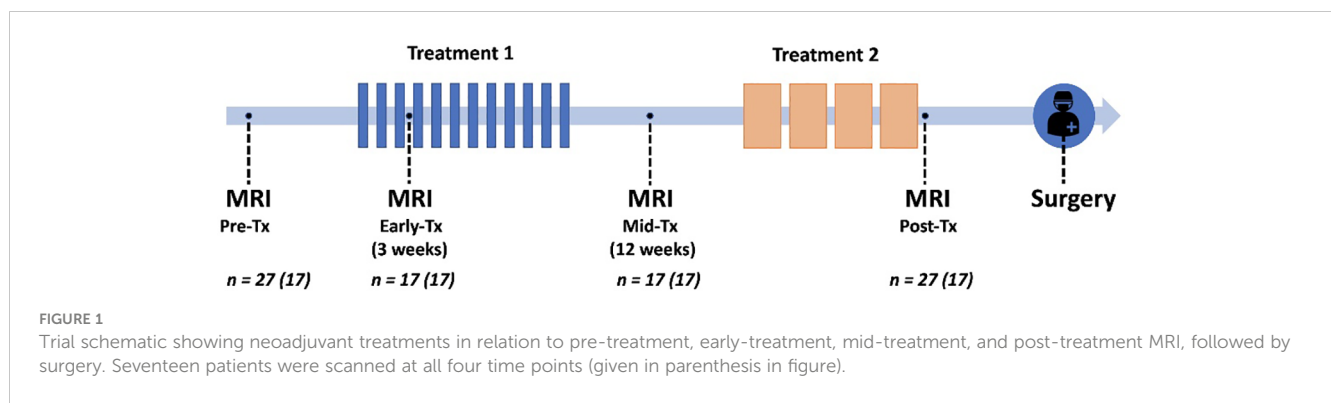 Treatment 1
Treatment 2
MRI
Pre-Tx
n = 27 (17)
MRI
Early-Tx
(3 weeks)
n = 17 (17)
MRI
Mid-Tx
(12 weeks)
n = 17 (17)
MRI
Post-Tx
n = 27 (17)
Surgery
FIGURE 1
Trial schematic showing neoadjuvant treatments in relation to pre-treatment, early-treatment, mid-treatment, and post-treatment MRI, followed by
surgery. Seventeen patients were scanned at all four time points (given in parenthesis in figure).